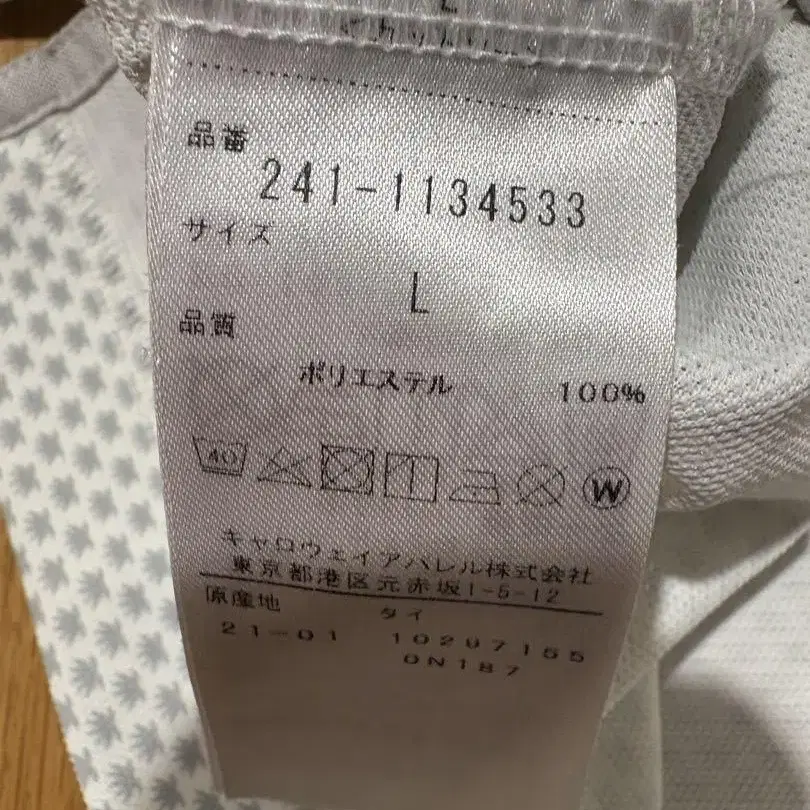 L
品番
241-1134533
サイズ
L
品質
ポリエステル 100%
40
W
キャロウェイアパレル株式会社
東京都港区元赤坂1-5-12
原産地 タイ
21-01 10297155
0N187